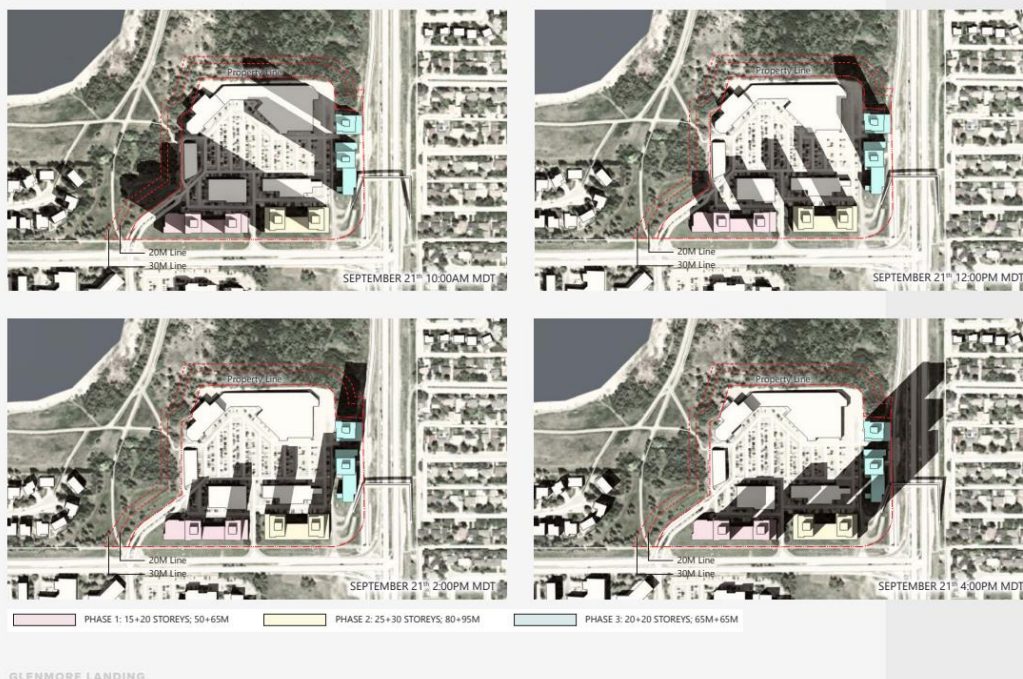 Property Line
20M Line
30M Line
SEPTEMBER 21th 10:00AM MDT
Property Line
20M Line
30M Line
SEPTEMBER 21th 12:00PM MDT
Property Line
20M Line
30M Line
SEPTEMBER 21th 2:00PM MDT
Property Line
20M Line
30M Line
SEPTEMBER 21th 4:00PM MDT
PHASE 1: 15+20 STOREYS; 50+65M
PHASE 2: 25+30 STOREYS; 80+95M
PHASE 3: 20+20 STOREYS; 65M+65M
GLENMORE LANDING